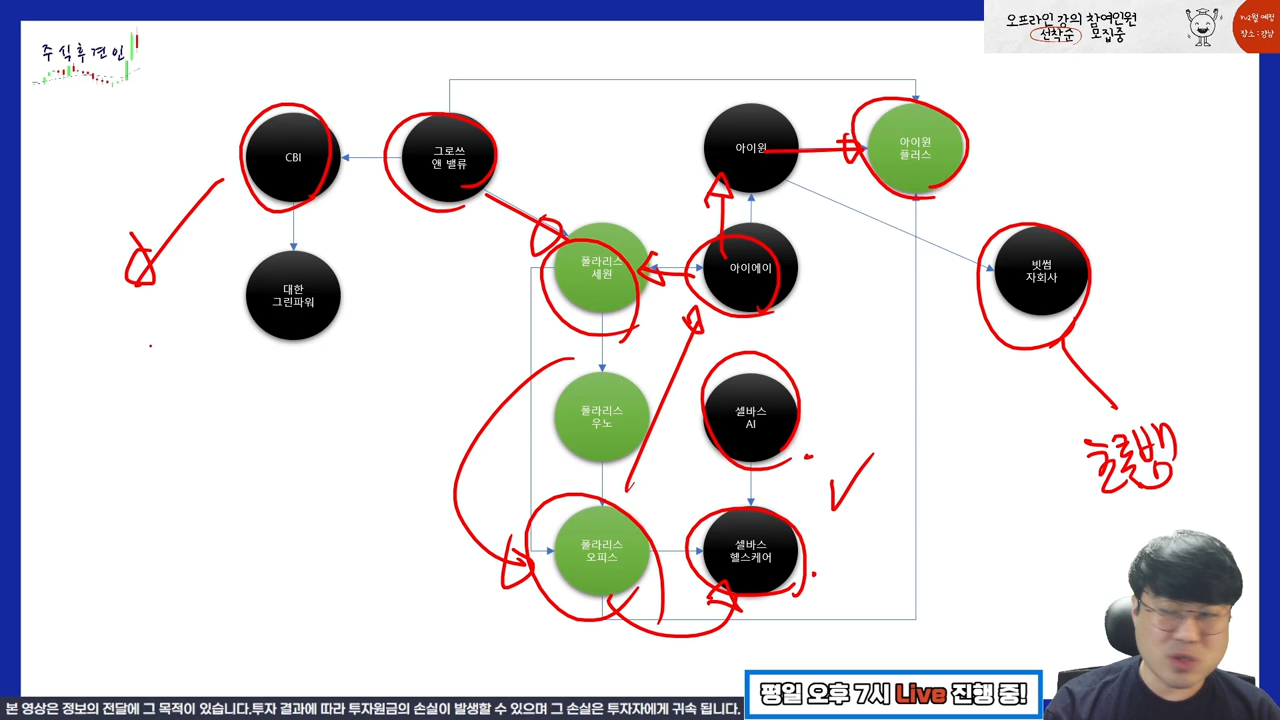 주식후견인
오프라인 강의 참여인원
선착순 모집중
장소 : 강남
CBI
그로쓰
앤 밸류
아이윈
아이윈
플러스
폴라리스
세원
아이에이
빗썸
자회사
대한
그린파워
폴라리스
우노
셀바스
AI
폴라리스
오피스
셀바스
헬스케어
평일 오후 7시 Live 진행 중!
본 영상은 정보의 전달에 그 목적이 있습니다.투자 결과에 따라 투자원금의 손실이 발생할 수 있으며 그 손실은 투자자에게 귀속 됩니다.